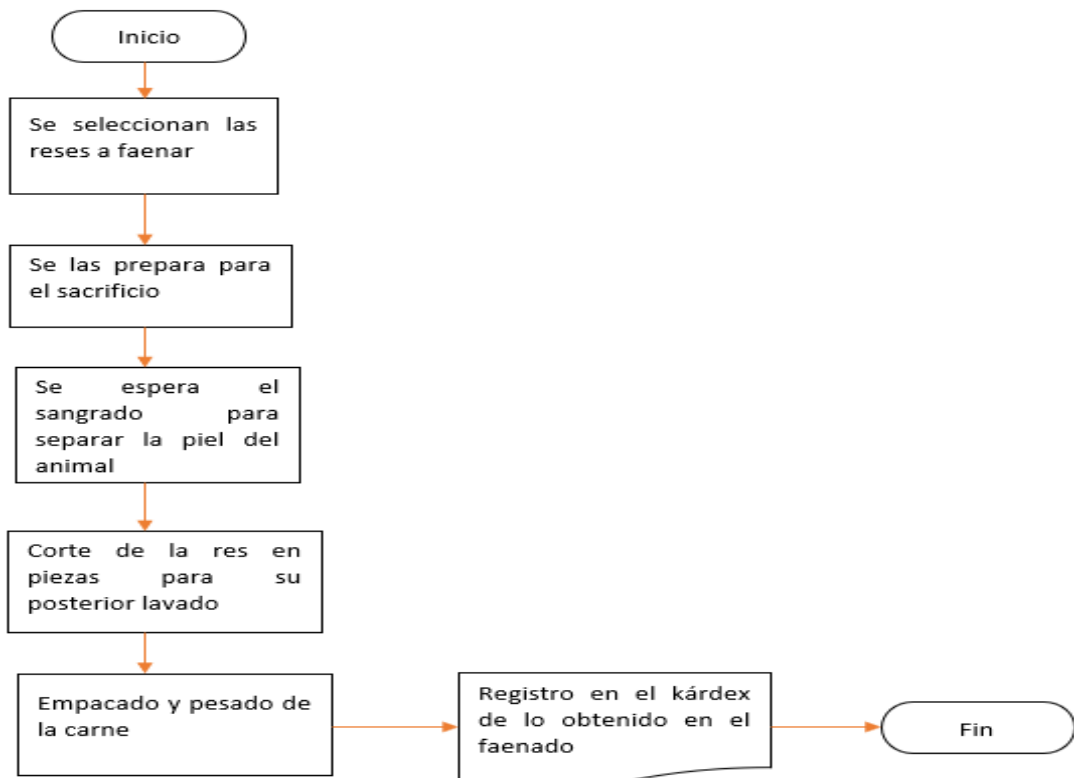 Inicio
Se seleccionan las
reses a faenar
Se las prepara para
el sacrificio
Se espera el
sangrado para
separar la piel del
animal
Corte de la res en
piezas para su
posterior lavado
Empacado y pesado de
la carne
Registro en el kárdex
de lo obtenido en el
faenado
Fin